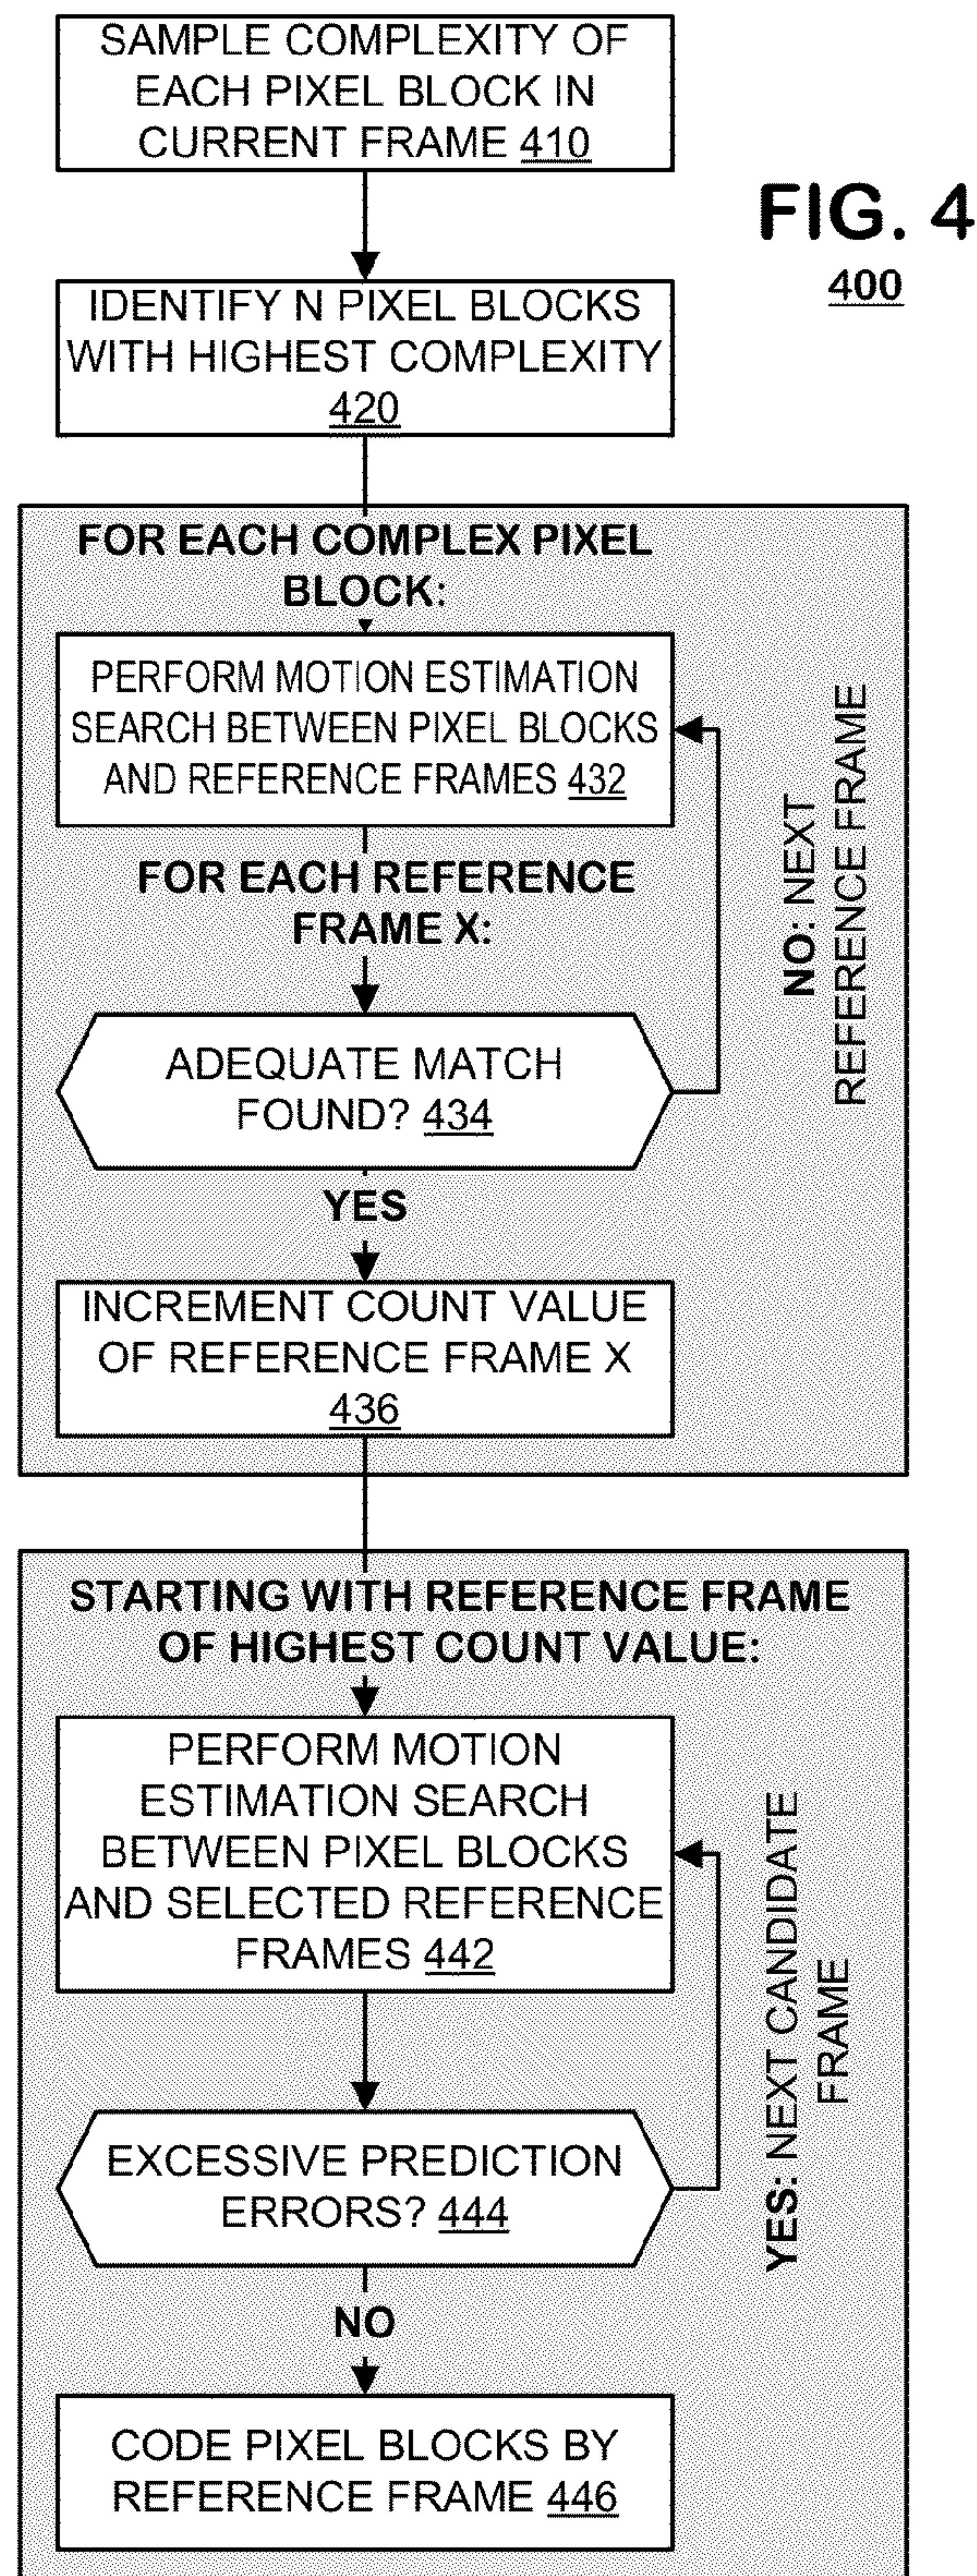 SAMPLE COMPLEXITY OF
EACH PIXEL BLOCK IN
CURRENT FRAME 410
FIG. 4
400
IDENTIFY N PIXEL BLOCKS
WITH HIGHEST COMPLEXITY
420
FOR EACH COMPLEX PIXEL
BLOCK:
PERFORM MOTION ESTIMATION
SEARCH BETWEEN PIXEL BLOCKS
AND REFERENCE FRAMES 432
NO: NEXT
REFERENCE FRAME
FOR EACH REFERENCE
FRAME X:
ADEQUATE MATCH
FOUND? 434
YES
INCREMENT COUNT VALUE
OF REFERENCE FRAME X
436
STARTING WITH REFERENCE FRAME
OF HIGHEST COUNT VALUE:
PERFORM MOTION
ESTIMATION SEARCH
BETWEEN PIXEL BLOCKS
AND SELECTED REFERENCE
FRAMES 442
YES: NEXT CANDIDATE
FRAME
EXCESSIVE PREDICTION
ERRORS? 444
NO
CODE PIXEL BLOCKS BY
REFERENCE FRAME 446